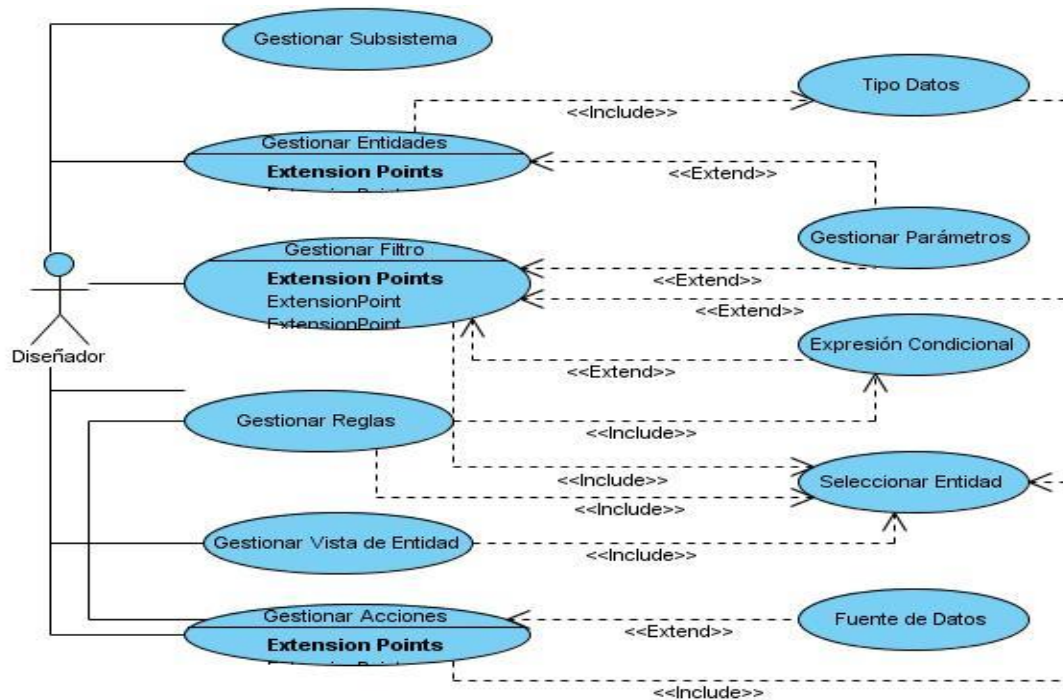 Gestionar Subsistema
Tipo Datos
<<Include>>
Gestionar Entidades
Extension Points
<<Extend>>
Gestionar Parámetros
Gestionar Filtro
Extension Points
ExtensionPoint
ExtensionPoint
<<Extend>>
<<Extend>>
Diseñador
Expresión Condicional
<<Extend>>
Gestionar Reglas
<<Include>>
Seleccionar Entidad
<<Include>>
<<Include>>
Gestionar Vista de Entidad
<<Include>>
Gestionar Acciones
Extension Points
Fuente de Datos
<<Extend>>
<<Include>>